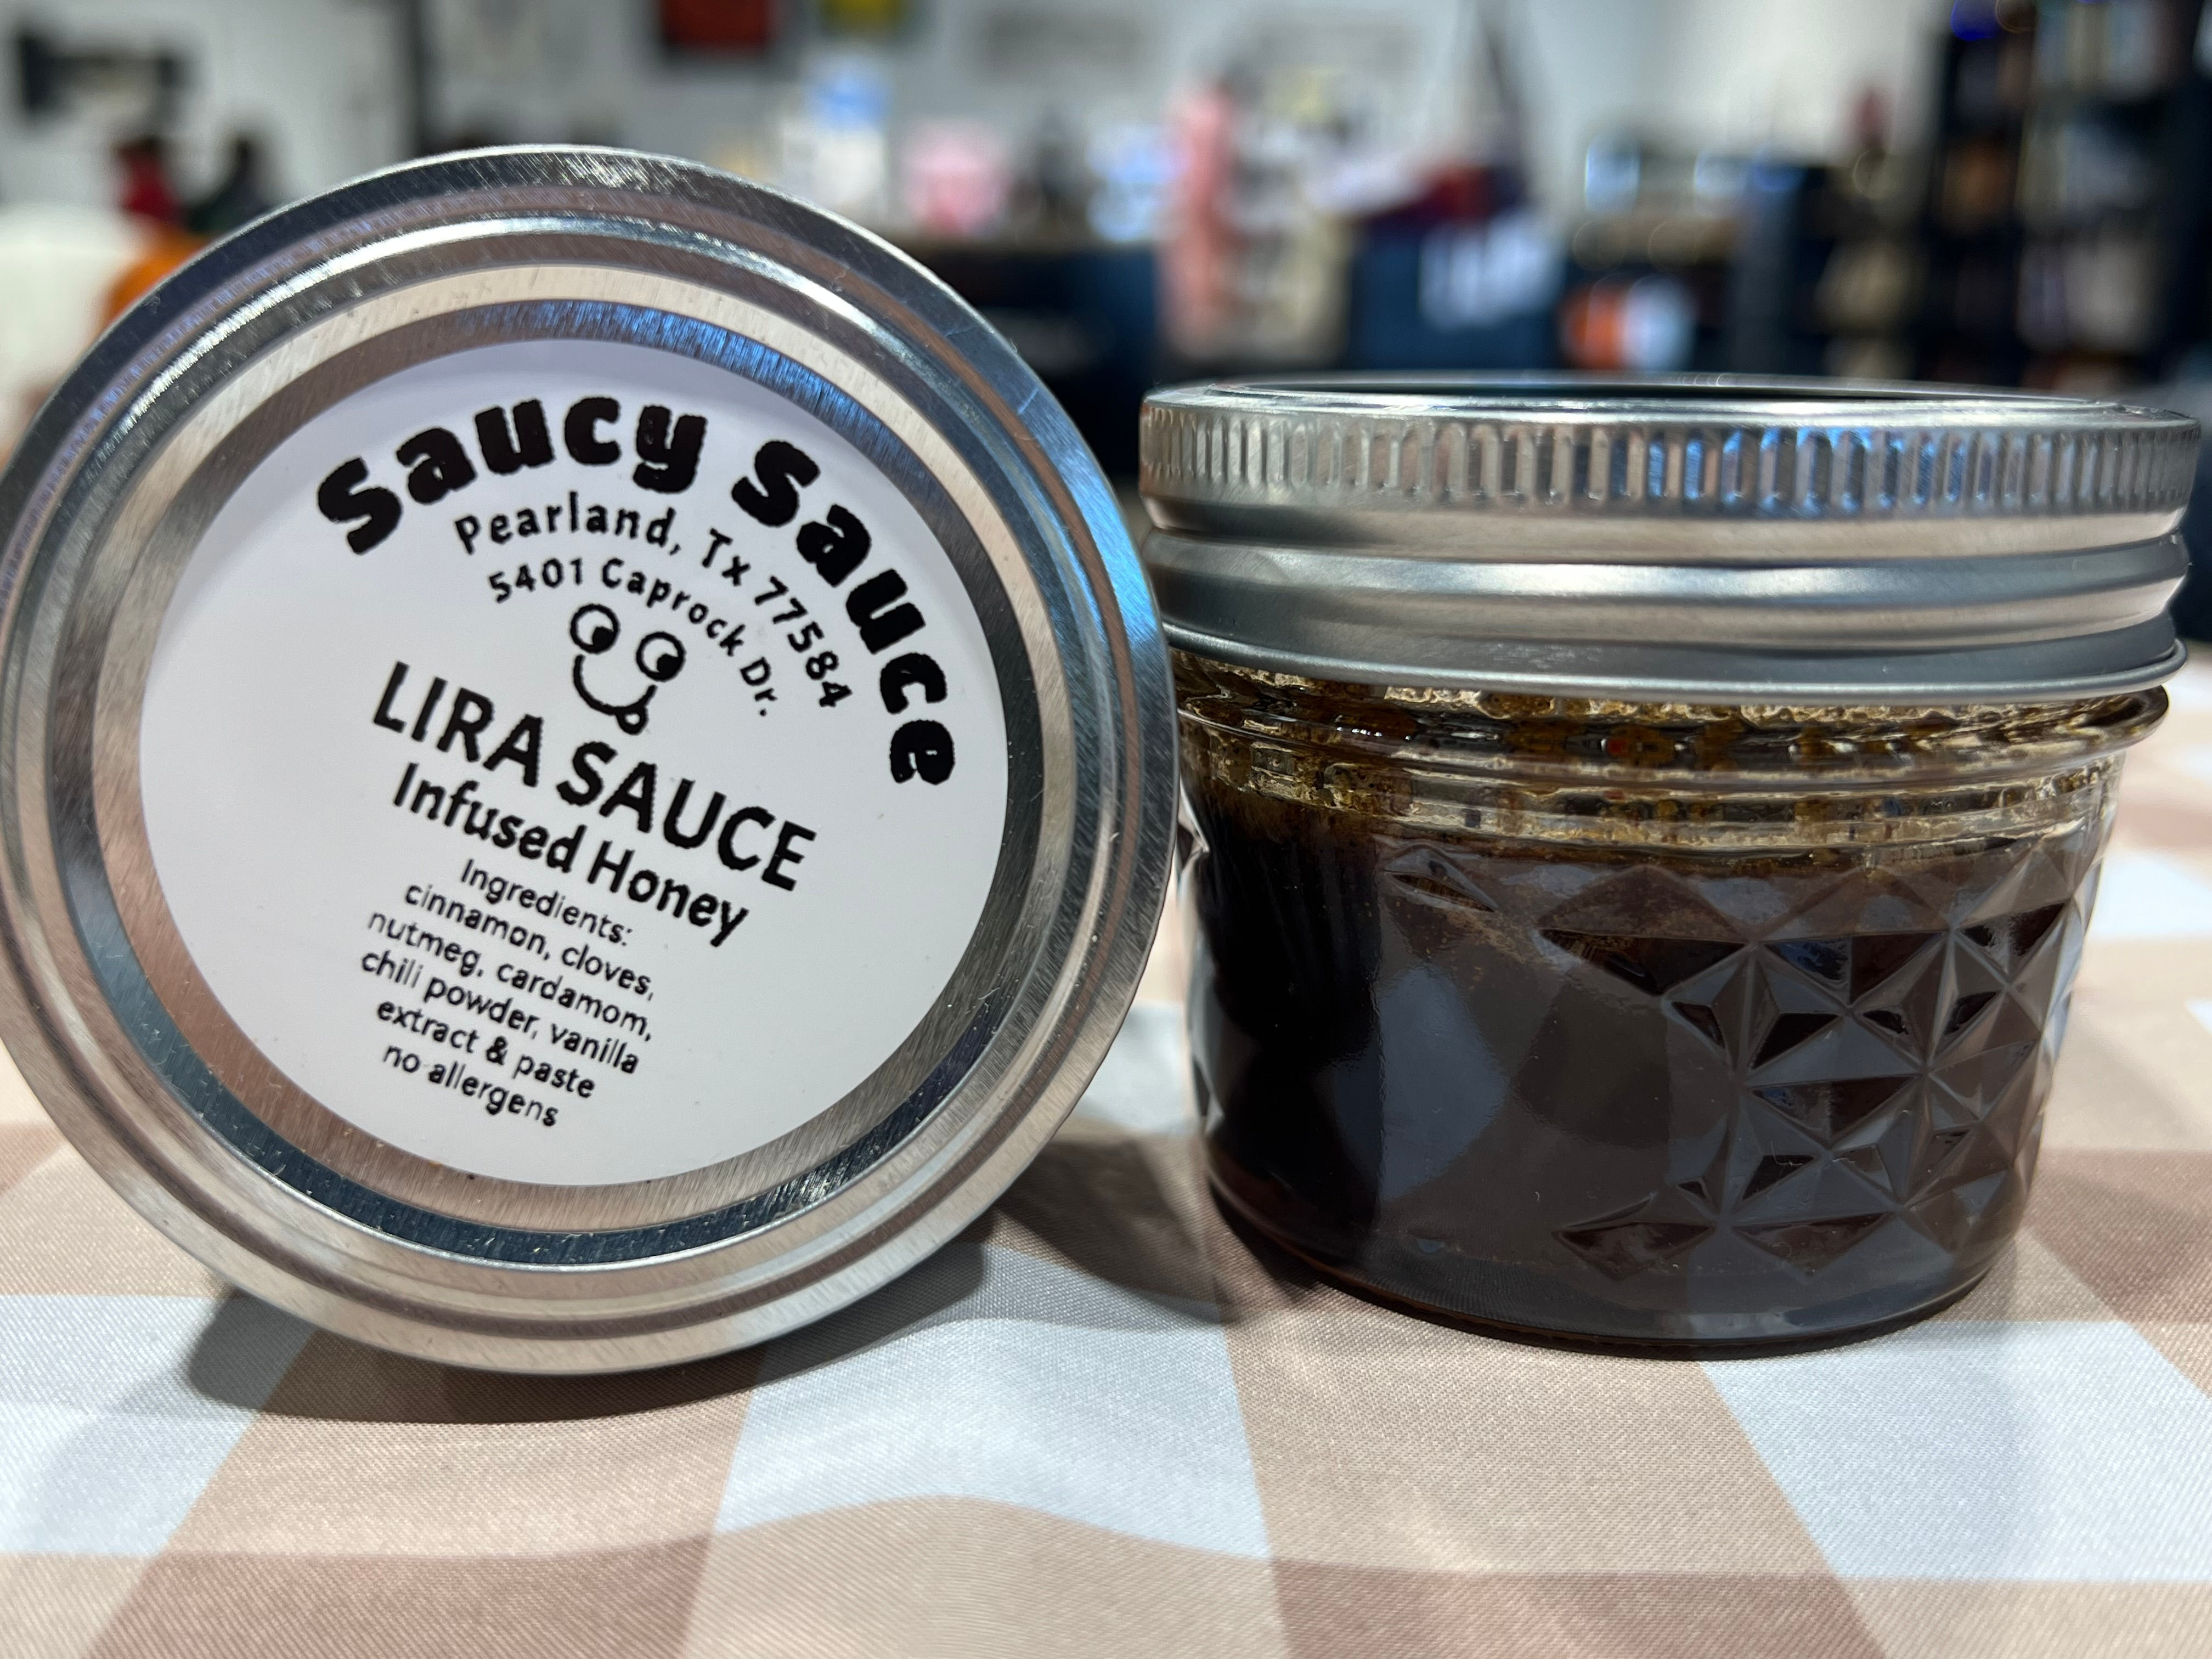 Saucy Sauce
Pearland, Tx 77584
5401 Caprock Dr.
LIRA SAUCE
Infused Honey
Ingredients:
cinnamon, cloves,
nutmeg, cardamom,
chili powder, vanilla
extract & paste
no allergens